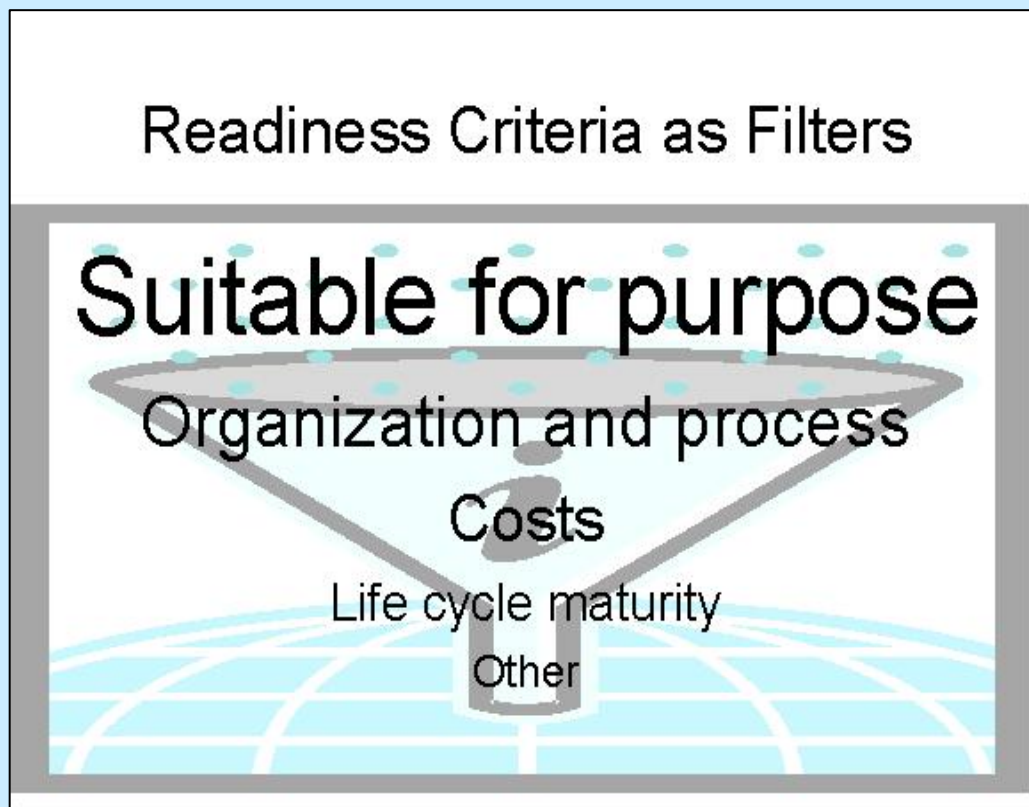 Readiness Criteria as Filters
Suitable for purpose
Organization and process
Costs
Life cycle maturity
Other